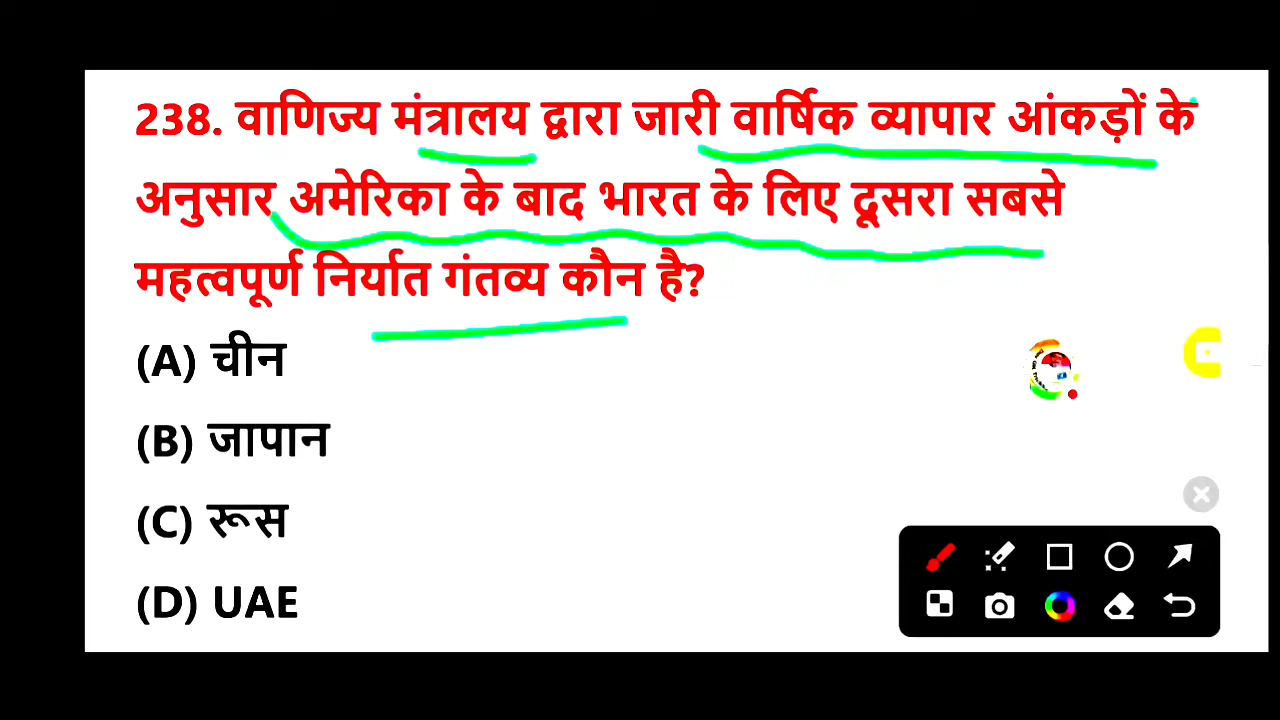 238. वाणिज्य मंत्रालय द्वारा जारी वार्षिक व्यापार आंकड़ों के
अनुसार अमेरिका के बाद भारत के लिए दूसरा सबसे
महत्वपूर्ण निर्यात गंतव्य कौन है?
(A) चीन
(B) जापान
(C) रूस
(D) UAE